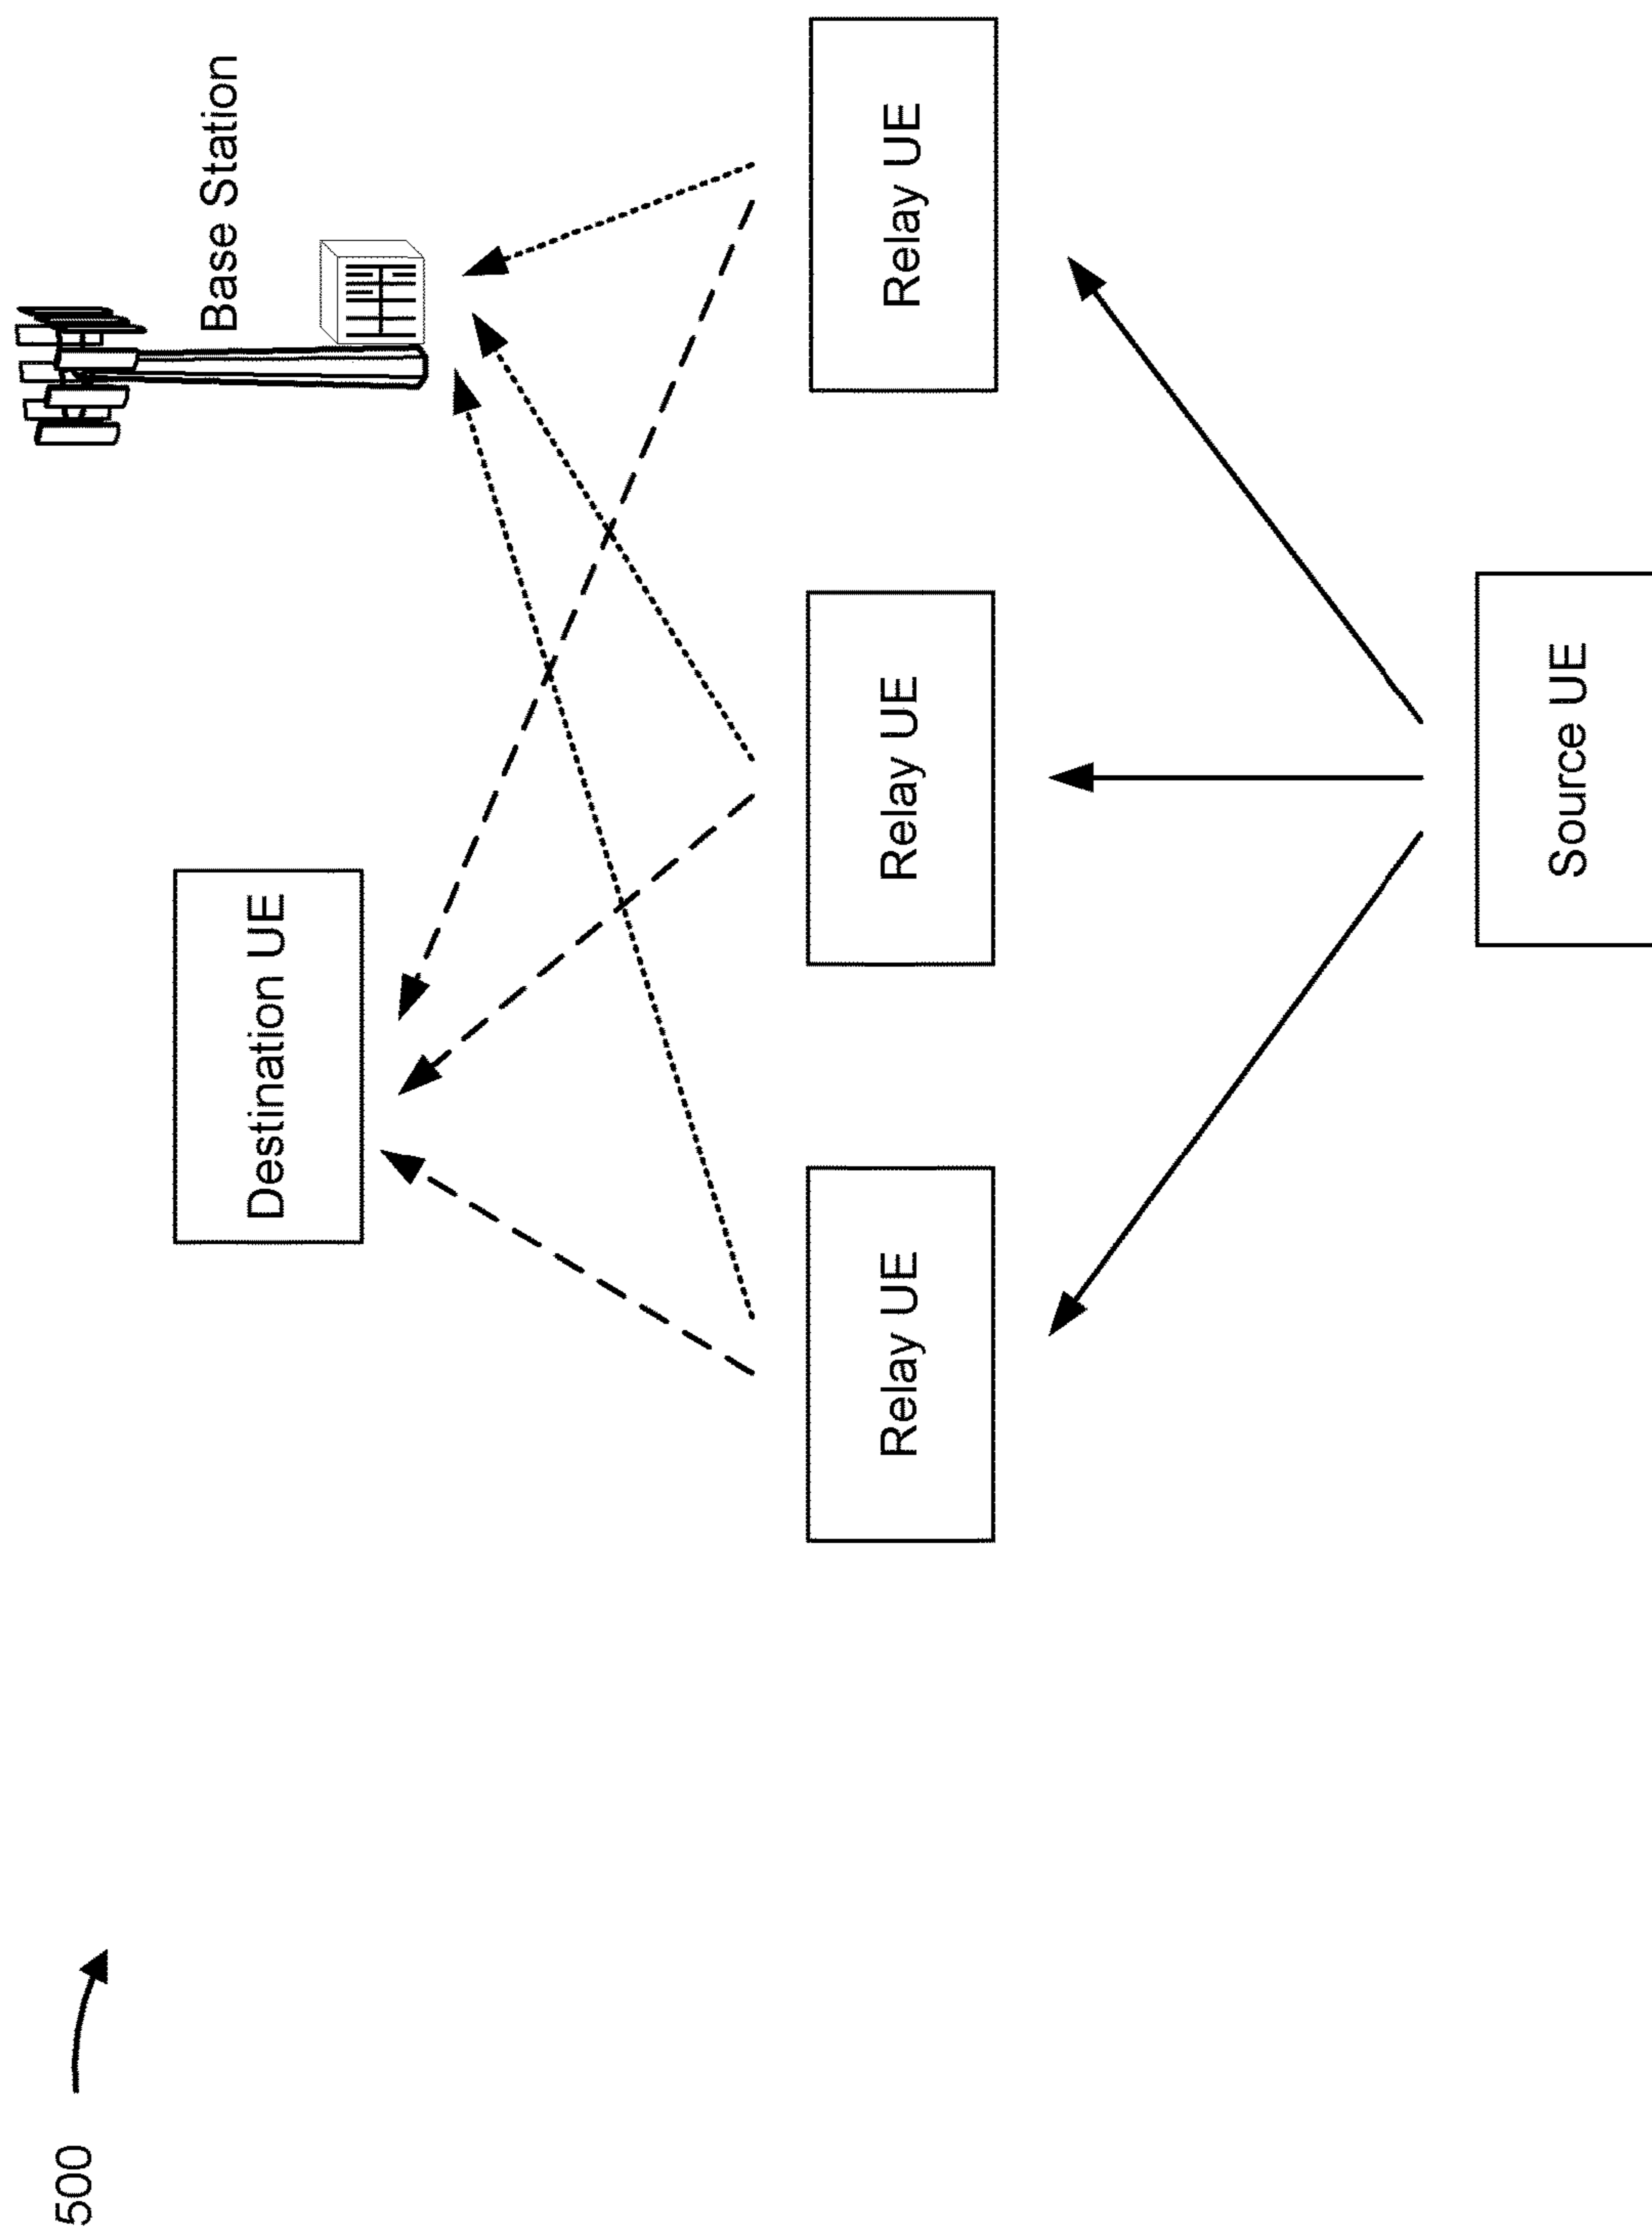 500
Destination UE
Base Station
Relay UE
Relay UE
Relay UE
Source UE